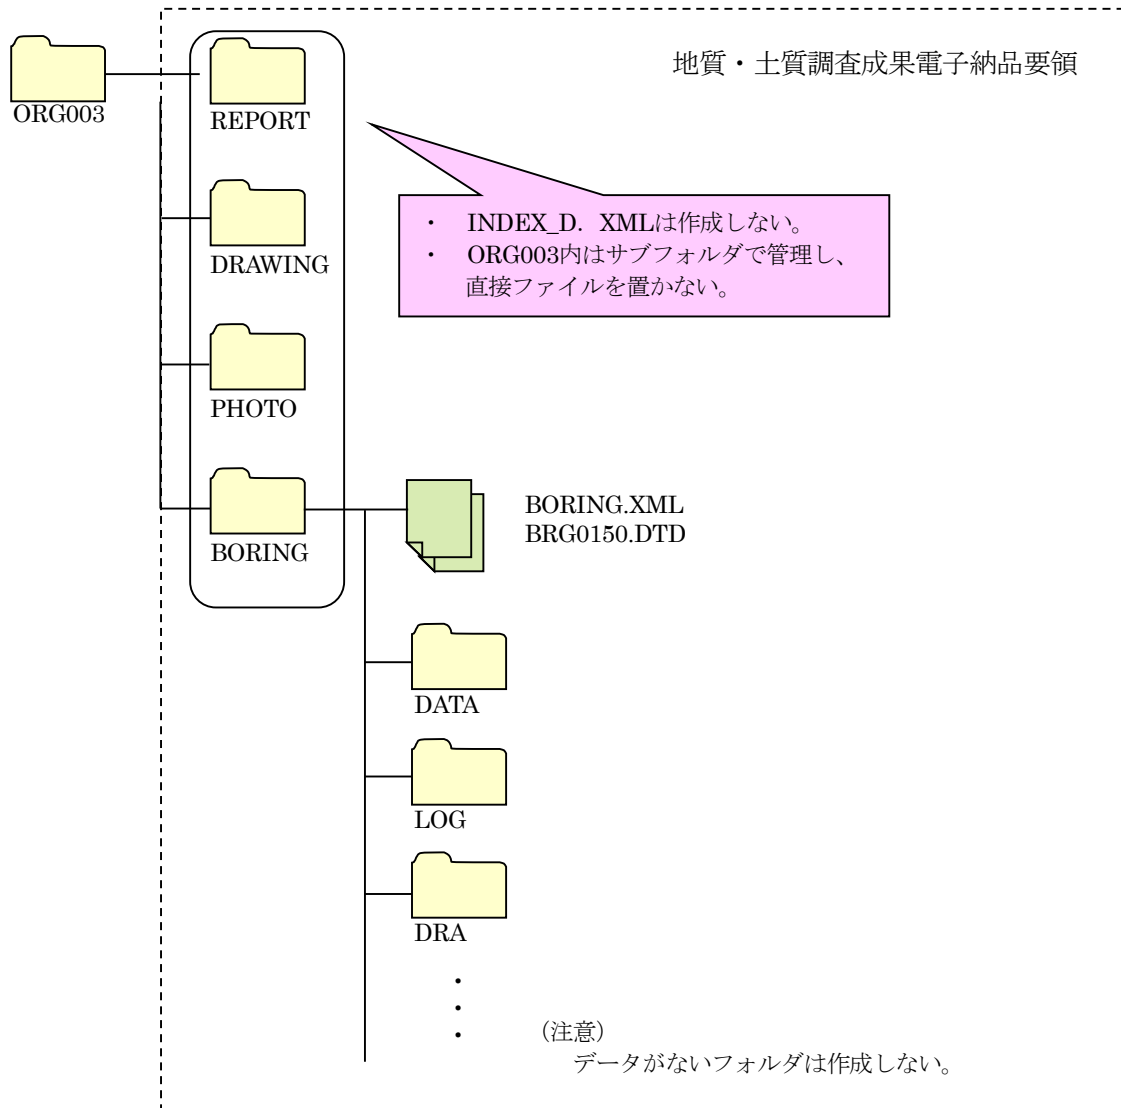 地質・土質調査成果電子納品要領
ORG003
REPORT
・ INDEX_D. XMLは作成しない。
・ ORG003内はサブフォルダで管理し、
直接ファイルを置かない。
DRAWING
PHOTO
BORING
BORING.XML
BRG0150.DTD
DATA
LOG
DRA
・
・
・
（注意）
データがないフォルダは作成しない。